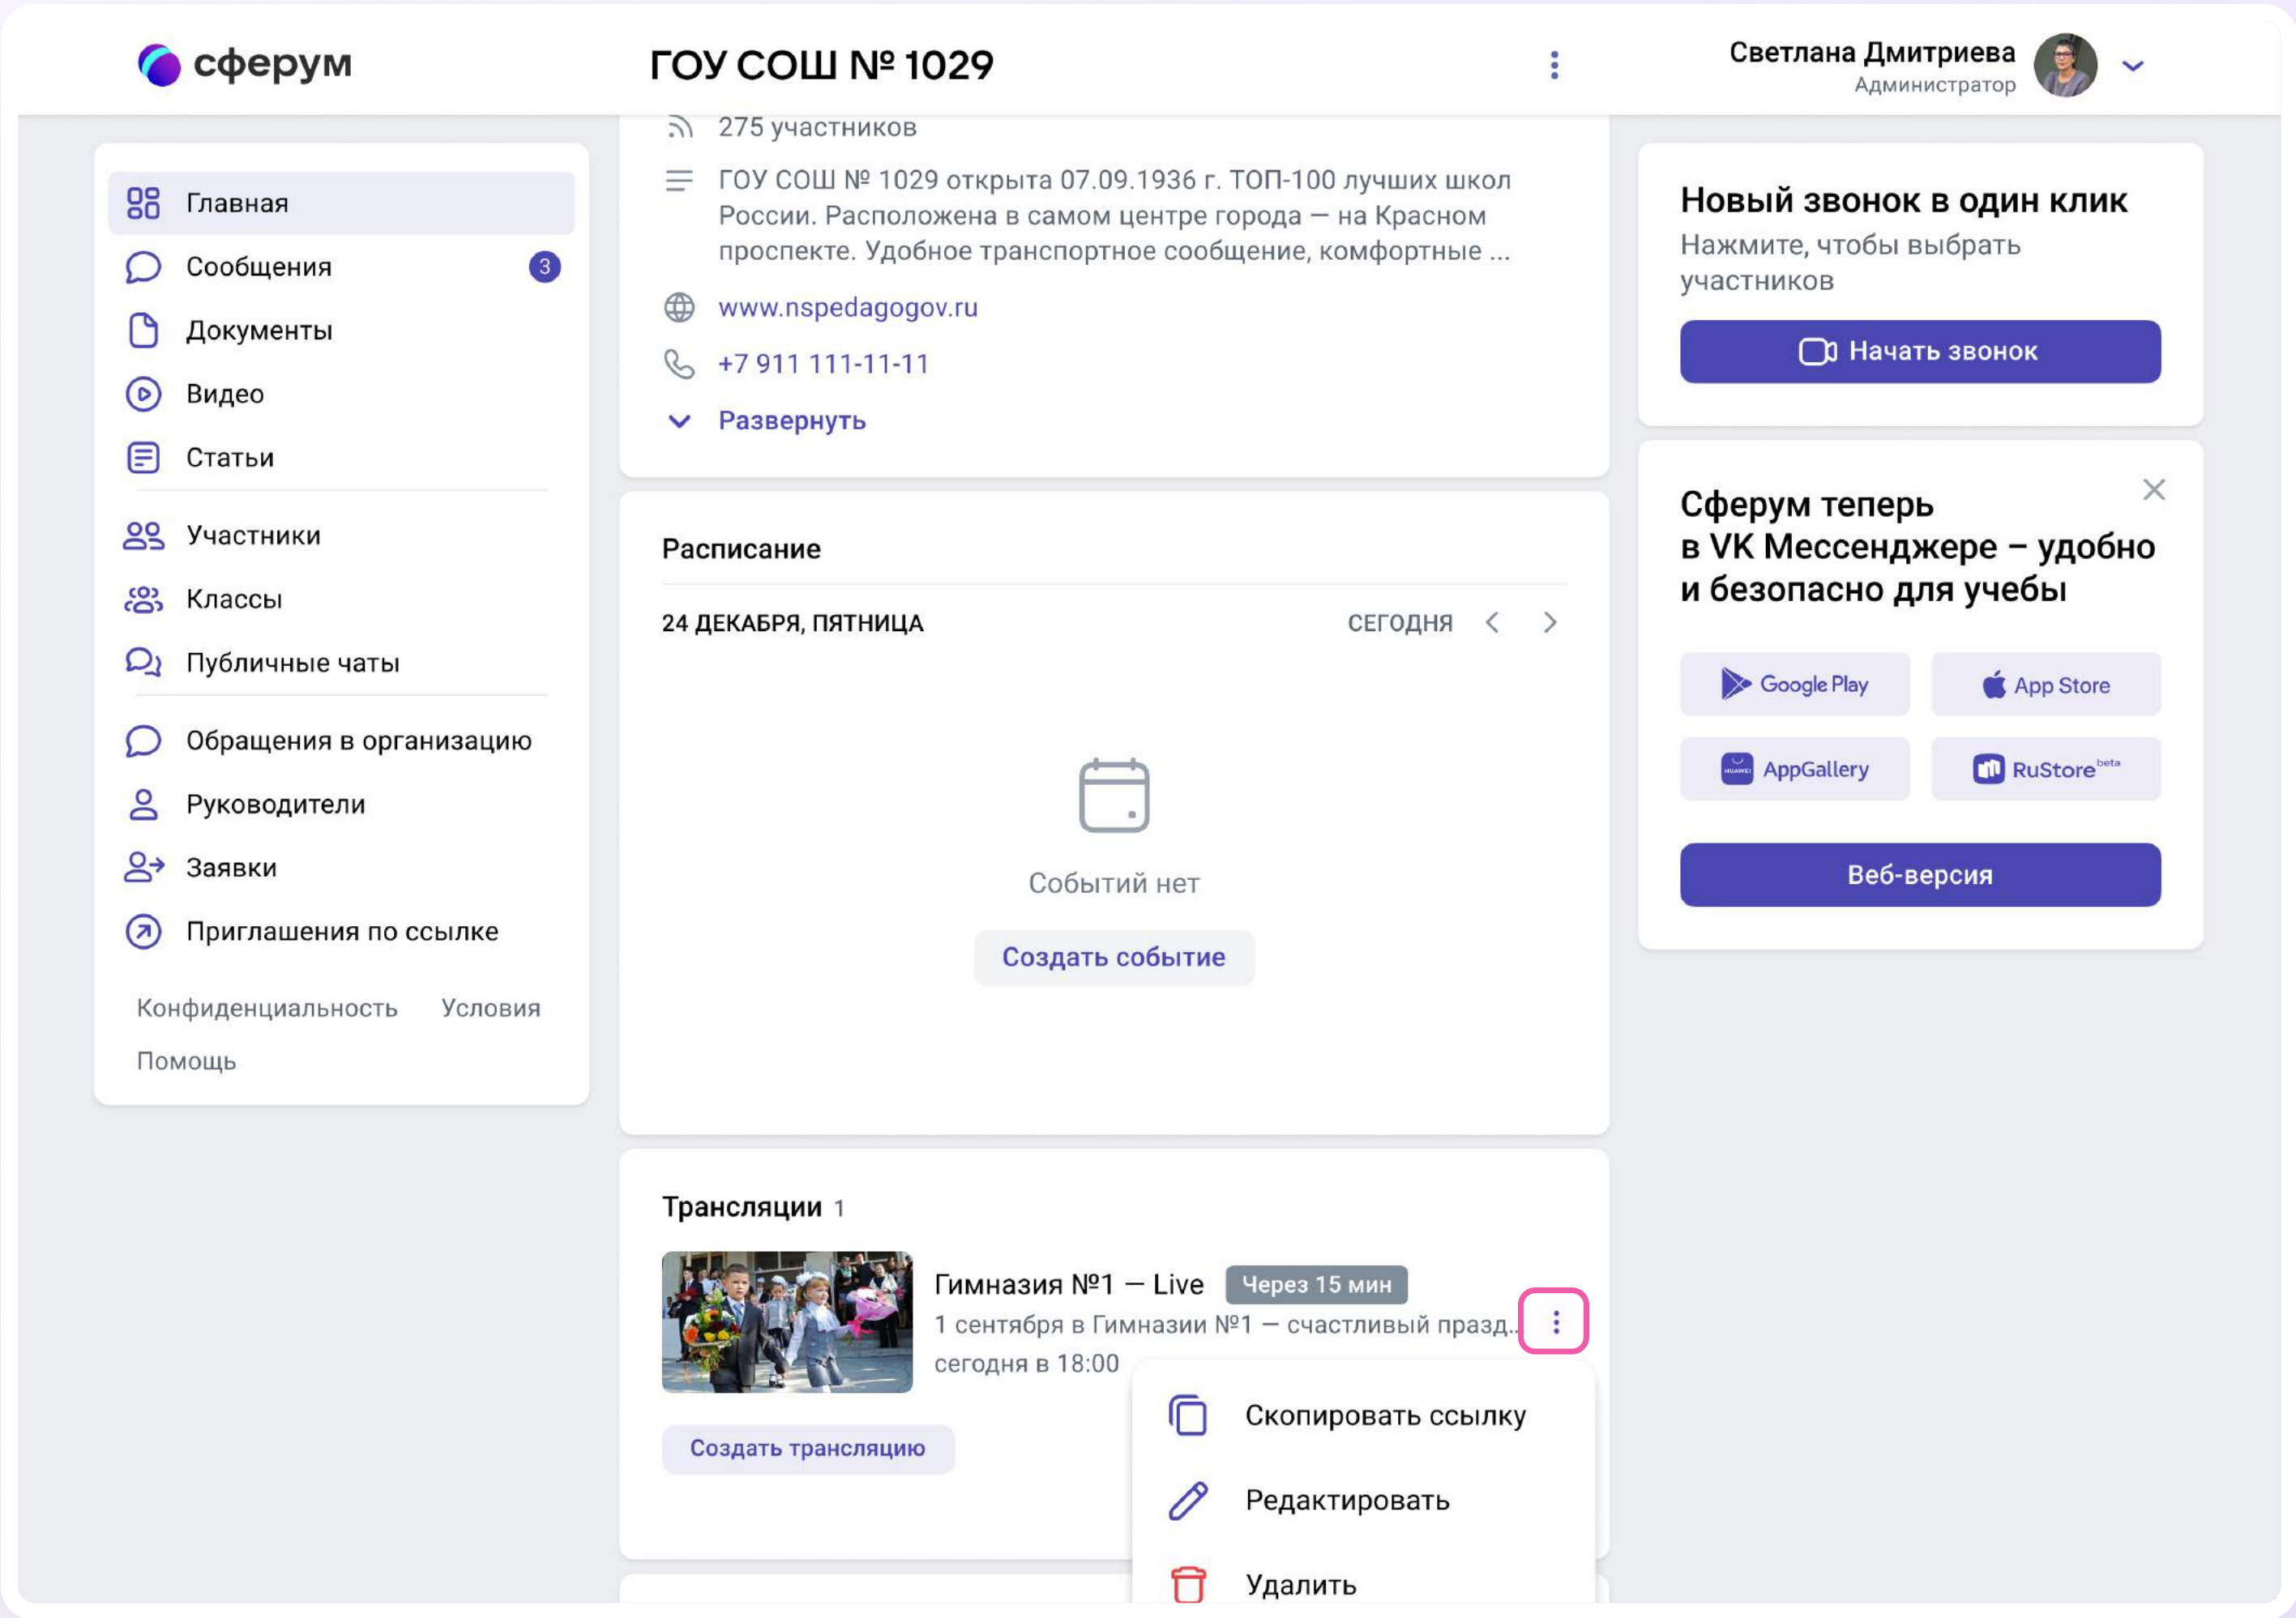 сферум
ГОУ СОШ № 1029
Светлана Дмитриева
Администратор
Главная
Сообщения 3
Документы
Видео
Статьи
Участники
Классы
Публичные чаты
Обращения в организацию
Руководители
Заявки
Приглашения по ссылке
Конфиденциальность Условия
Помощь
275 участников
ГОУ СОШ № 1029 открыта 07.09.1936 г. ТОП-100 лучших школ
России. Расположена в самом центре города — на Красном
проспекте. Удобное транспортное сообщение, комфортные ...
www.nspedagogov.ru
+7 911 111-11-11
Развернуть
Расписание
24 ДЕКАБРЯ, ПЯТНИЦА СЕГОДНЯ
Событий нет
Создать событие
Трансляции 1
Гимназия №1 — Live Через 15 мин
1 сентября в Гимназии №1 — счастливый празд..
сегодня в 18:00
Создать трансляцию
Скопировать ссылку
Редактировать
Удалить
Новый звонок в один клик
Нажмите, чтобы выбрать
участников
Начать звонок
Сферум теперь
в VK Мессенджере – удобно
и безопасно для учебы
Google Play App Store
HUAWEI AppGallery RuStore beta
Веб-версия